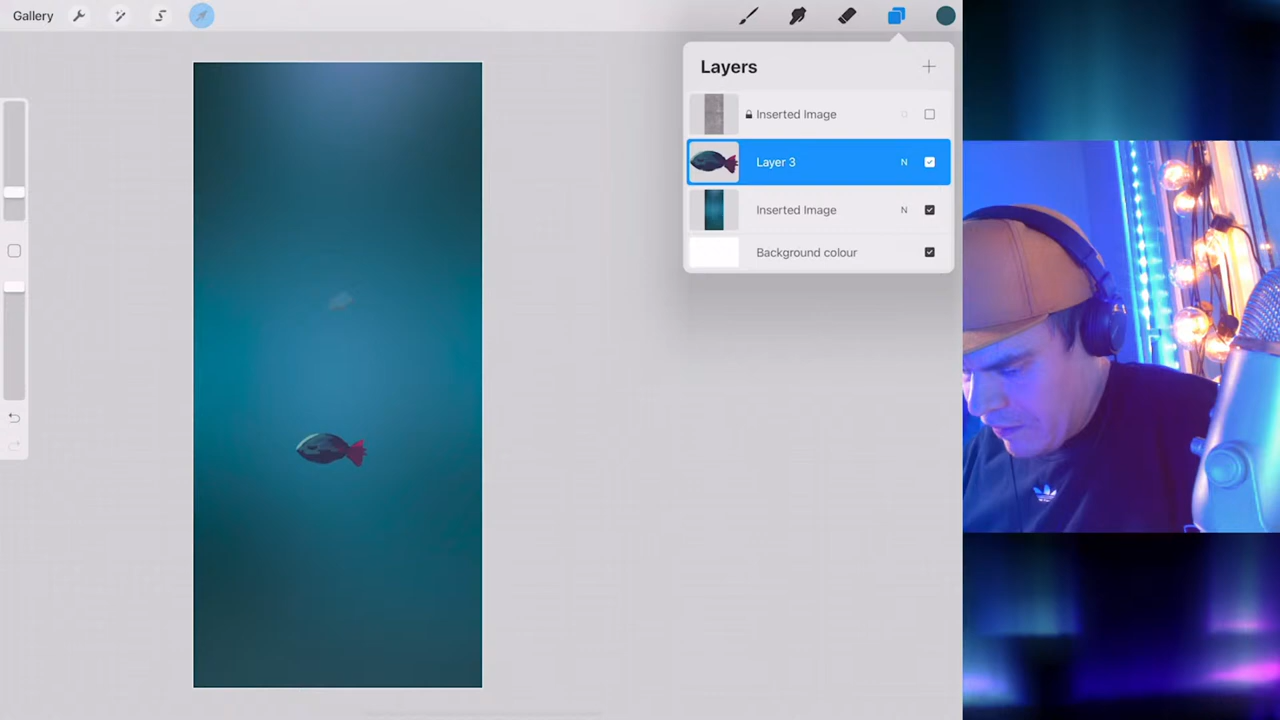 Gallery
Layers
Inserted Image
Layer 3 N
Inserted Image N
Background colour